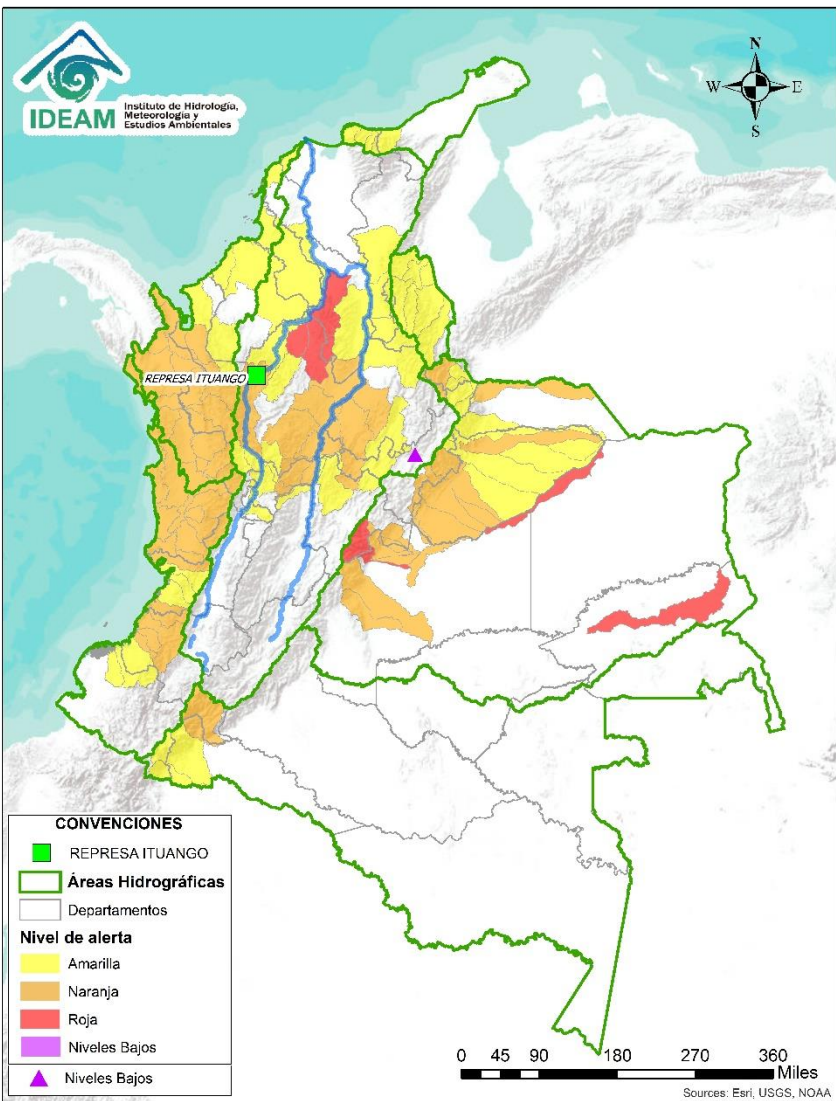 IDEAM
Instituto de Hidrología,
Meteorología y
Estudios Ambientales
N
W
E
S
REPRESA ITUANGO
CONVENCIONES
REPRESA ITUANGO
Áreas Hidrográficas
Departamentos
Nivel de alerta
Amarilla
Naranja
Roja
Niveles Bajos
Niveles Bajos
0 45 90 180 270 360
Miles
Sources: Esri, USGS, NOAA